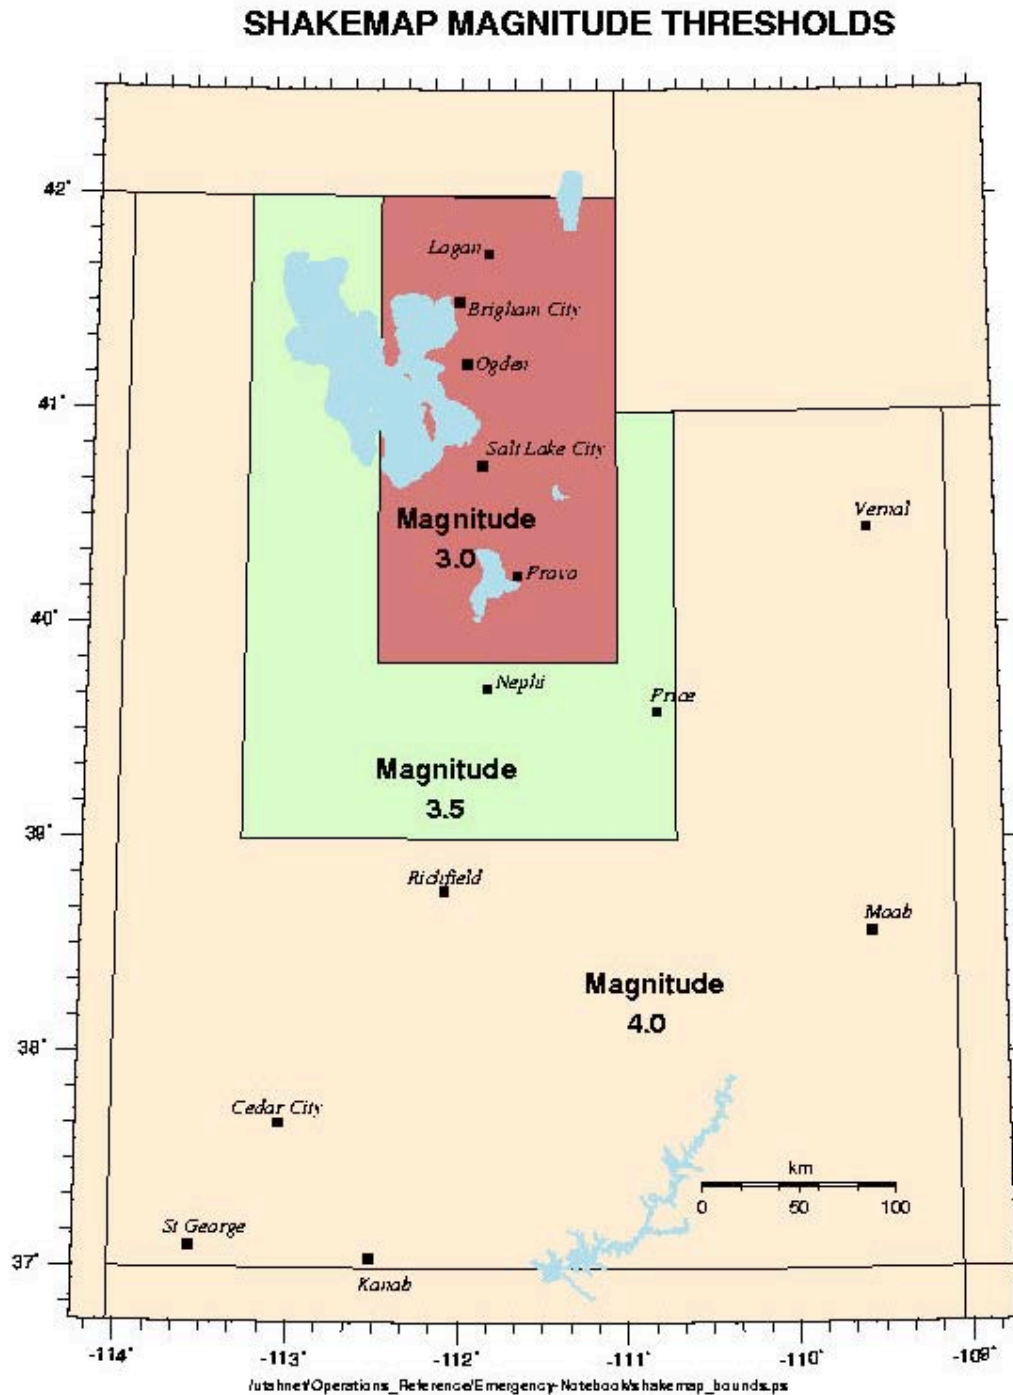 SHAKEMAP MAGNITUDE THRESHOLDS
42°
Logan
Brigham City
Ogden
41°
Salt Lake City
Vernal
Magnitude
3.0
Provo
40°
Nephi
Price
Magnitude
3.5
39°
Richfield
Moab
Magnitude
4.0
38°
Cedar City
km
0 50 100
St George
37°
Kanab
-114° -113° -112° -111° -110° -109°
/utahnet/Operations_Reference/Emergency-Notebook/shakemap_bounds.ps